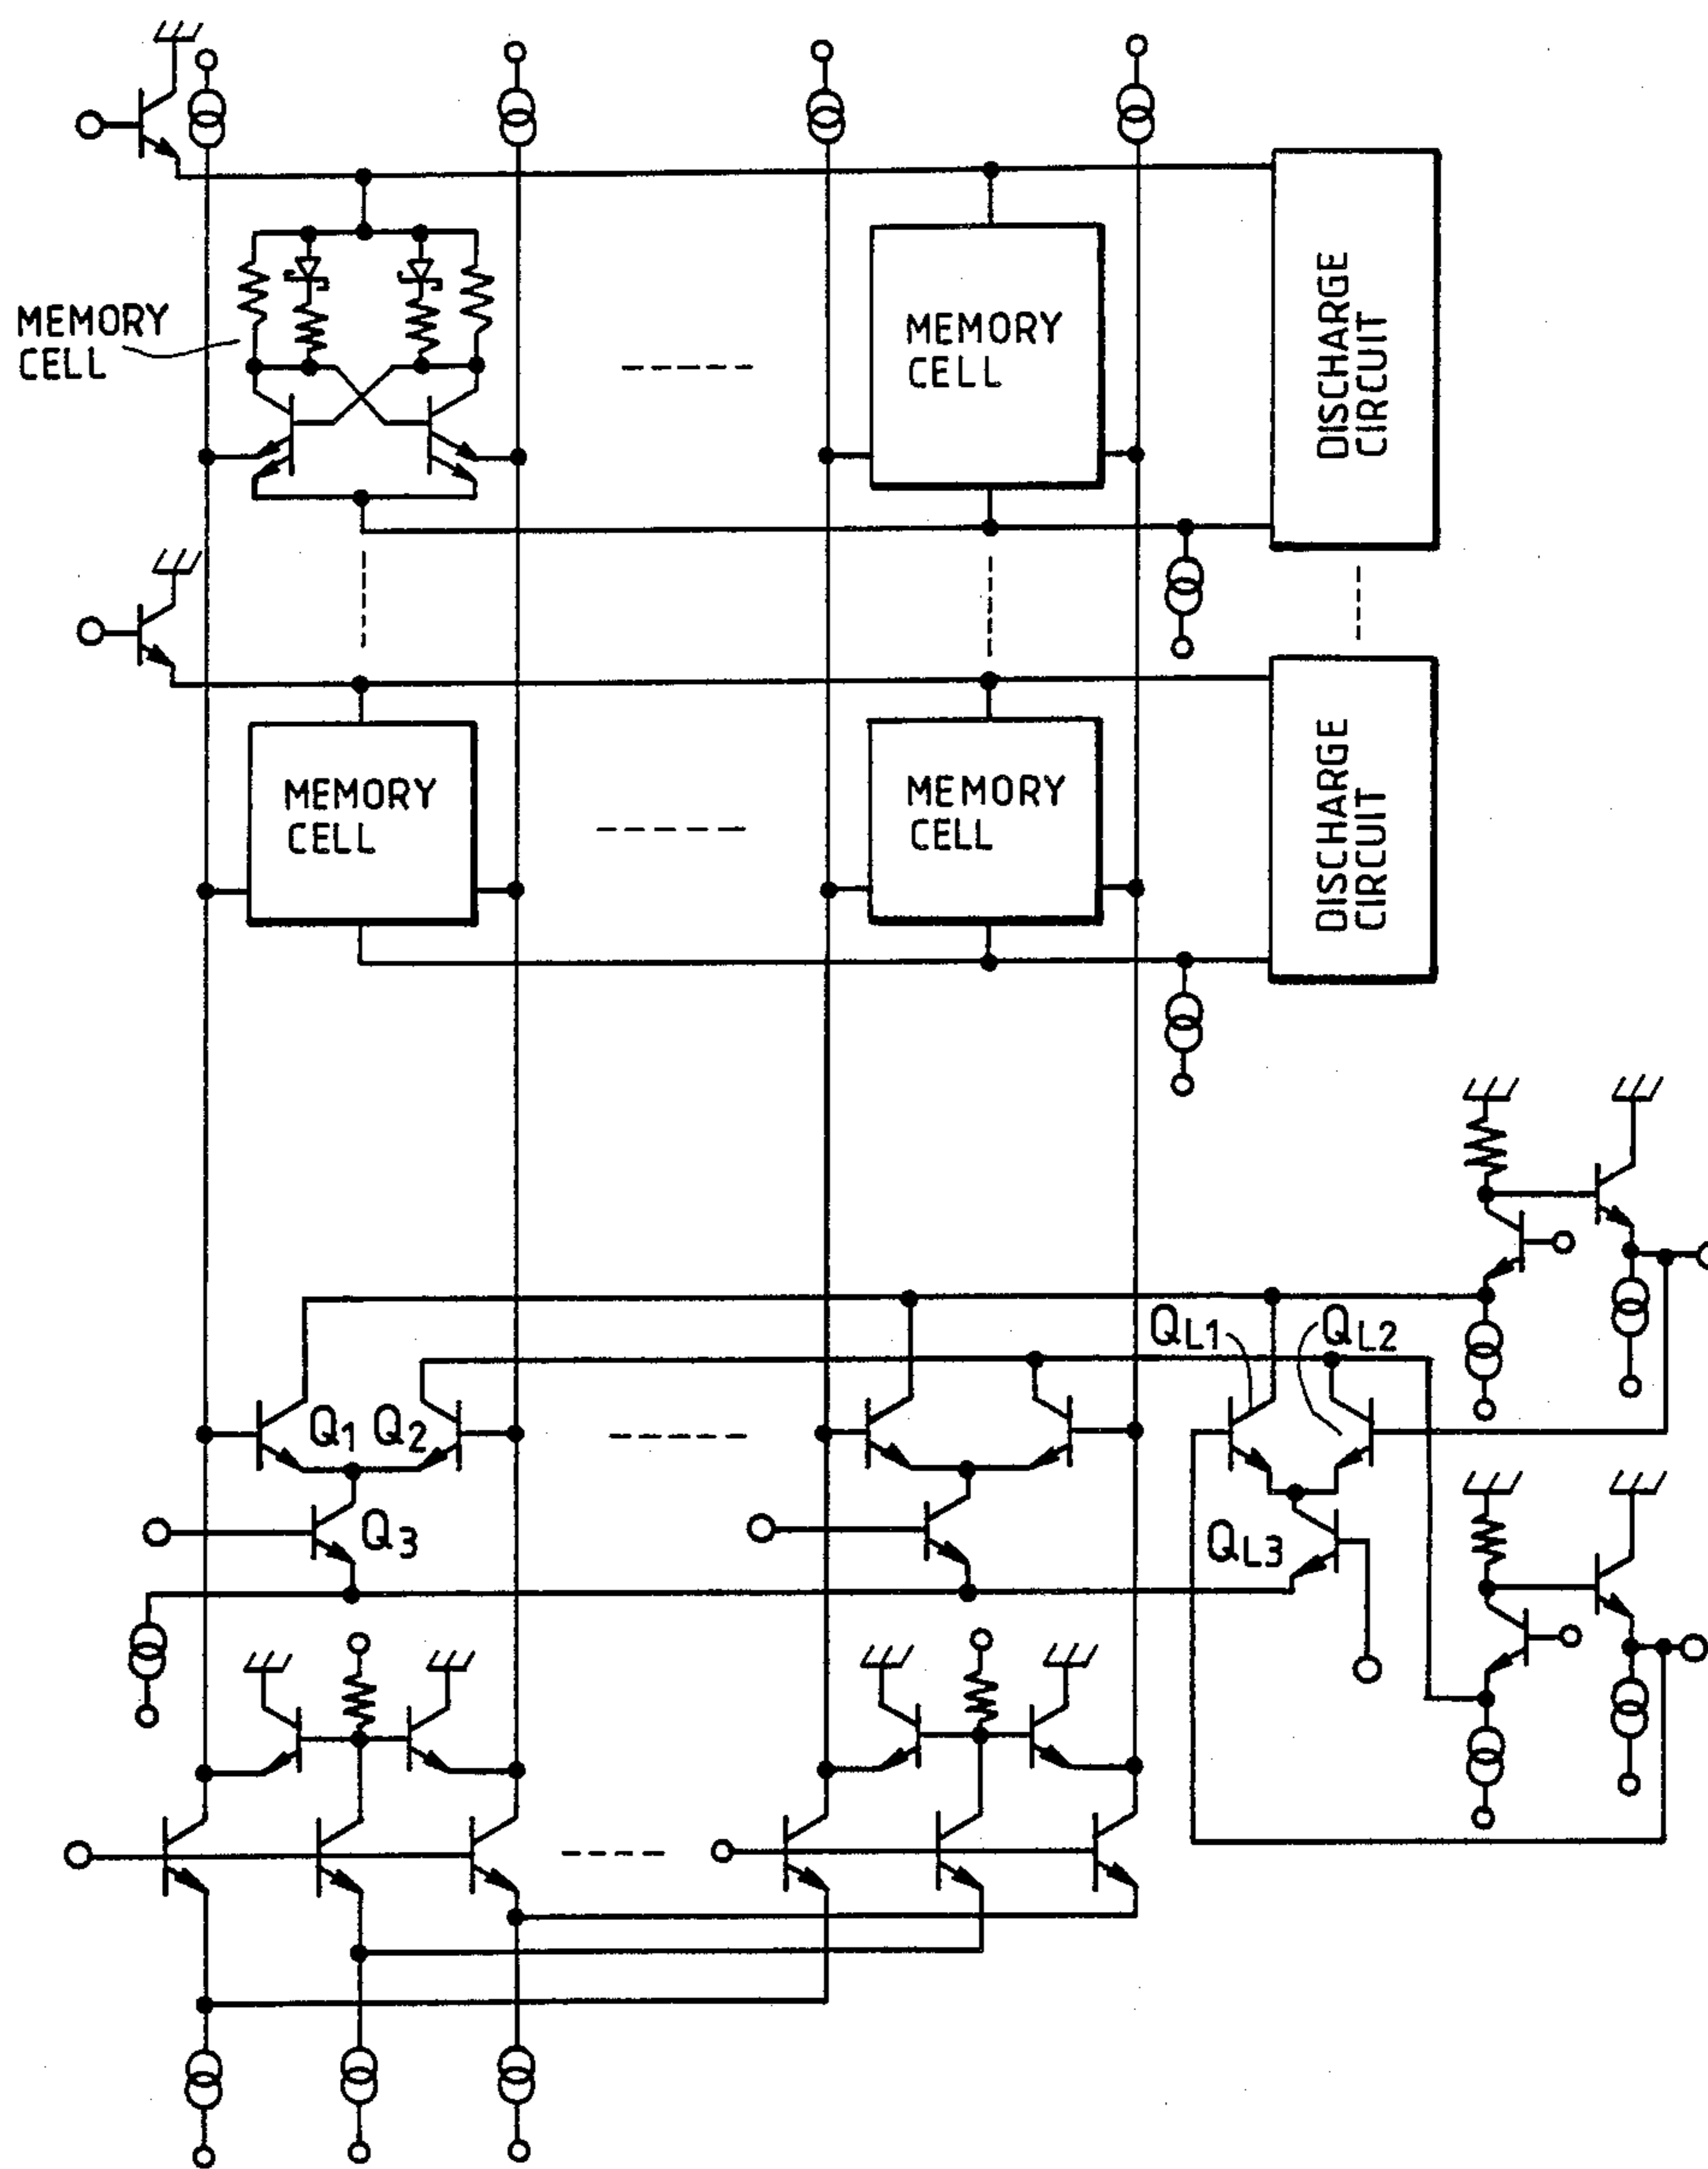 MEMORY
CELL
MEMORY
CELL
DISCHARGE
CIRCUIT
MEMORY
CELL
MEMORY
CELL
DISCHARGE
CIRCUIT
QL1
QL2
Q1
Q2
Q3
QL3